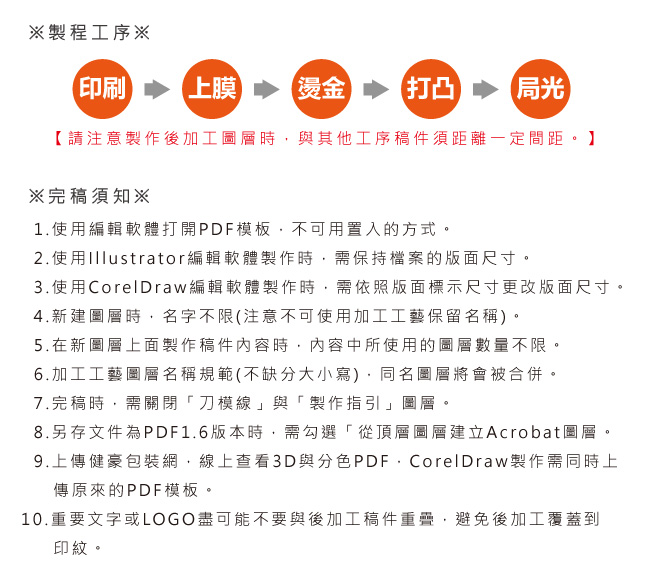 ※製程工序※
印刷 上膜 燙金 打凸 局光
【請注意製作後加工圖層時，與其他工序稿件須距離一定間距。】
※完稿須知※
1.使用編輯軟體打開PDF模板，不可用置入的方式。
2.使用Illustrator編輯軟體製作時，需保持檔案的版面尺寸。
3.使用CorelDraw編輯軟體製作時，需依照版面標示尺寸更改版面尺寸。
4.新建圖層時，名字不限(注意不可使用加工工藝保留名稱)。
5.在新圖層上面製作稿件內容時，內容中所使用的圖層數量不限。
6.加工工藝圖層名稱規範(不缺分大小寫)，同名圖層將會被合併。
7.完稿時，需關閉「刀模線」與「製作指引」圖層。
8.另存文件為PDF1.6版本時，需勾選「從頂層圖層建立Acrobat圖層。
9.上傳健豪包裝網，線上查看3D與分色PDF，CorelDraw製作需同時上
傳原來的PDF模板。
10.重要文字或LOGO盡可能不要與後加工稿件重疊，避免後加工覆蓋到
印紋。